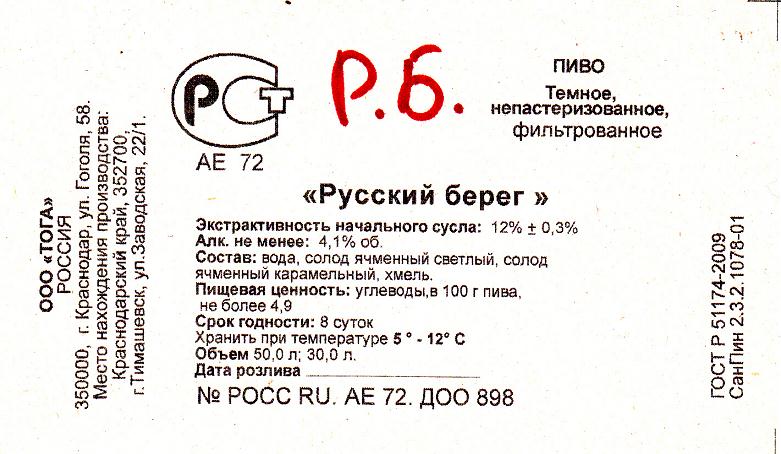 ООО «ТОГА»
РОССИЯ
350000, г. Краснодар, ул. Гоголя, 58.
Место нахождения производства:
Краснодарский край, 352700,
г.Тимашевск, ул.Заводская, 22/1.
РСТ
АЕ 72
Р.Б.
ПИВО
Темное,
непастеризованное,
фильтрованное
«Русский берег »
Экстрактивность начального сусла: 12% ± 0,3%
Алк. не менее: 4,1% об.
Состав: вода, солод ячменный светлый, солод
ячменный карамельный, хмель.
Пищевая ценность: углеводы,в 100 г пива,
не более 4,9
Срок годности: 8 суток
Хранить при температуре 5 ° - 12° С
Объем 50,0 л; 30,0 л.
Дата розлива
№ РОСС RU. АЕ 72. ДОО 898
ГОСТ Р 51174-2009
СанПин 2.3.2.1078-01